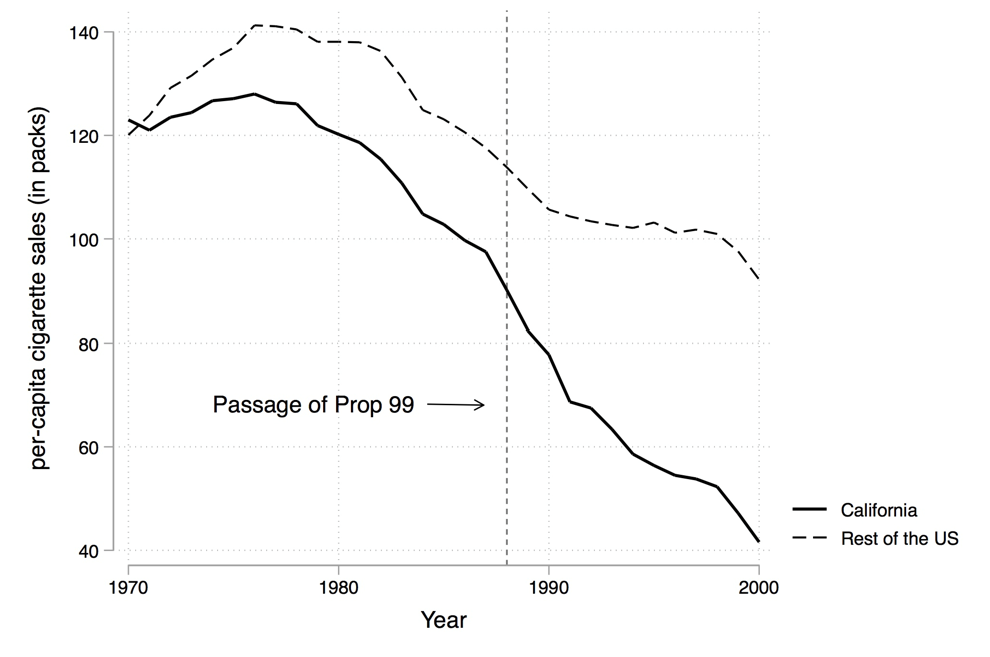 per-capita cigarette sales (in packs)
140
120
100
80
60
40
Passage of Prop 99
1970
1980
1990
2000
Year
California
Rest of the US